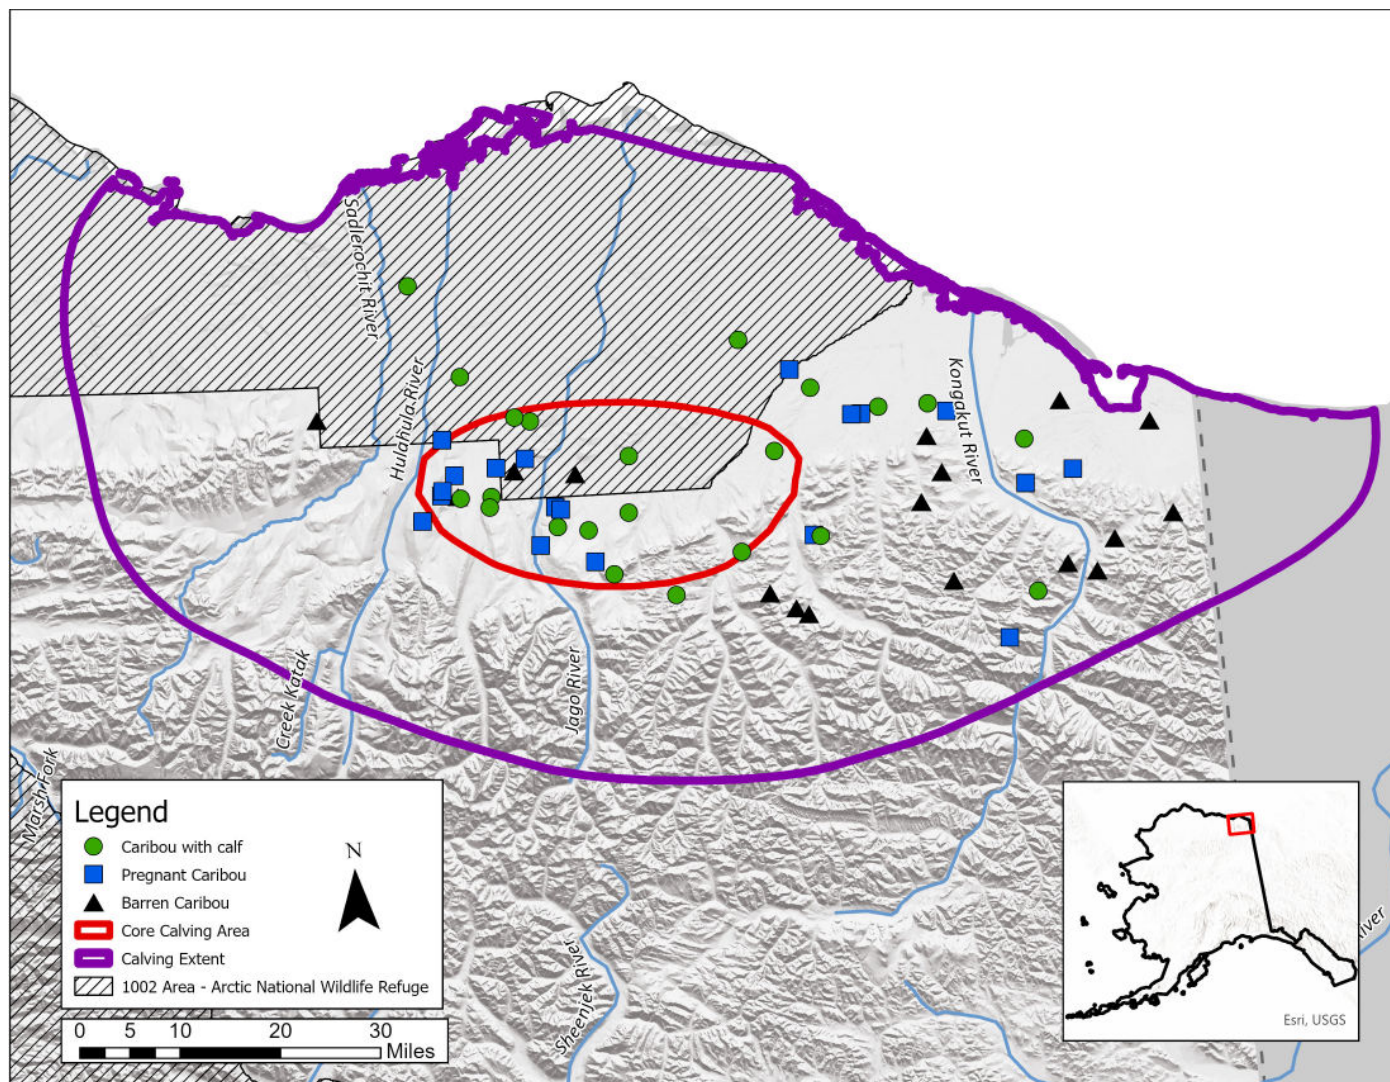 Sadlerochit River
Hulahula River
Kongakut River
Jago River
Creek Katak
Marsh Fork
Sheenjek River
River
Legend
Caribou with calf
Pregnant Caribou
Barren Caribou
Core Calving Area
Calving Extent
1002 Area - Arctic National Wildlife Refuge
N
0 5 10 20 30
Miles
Esri, USGS